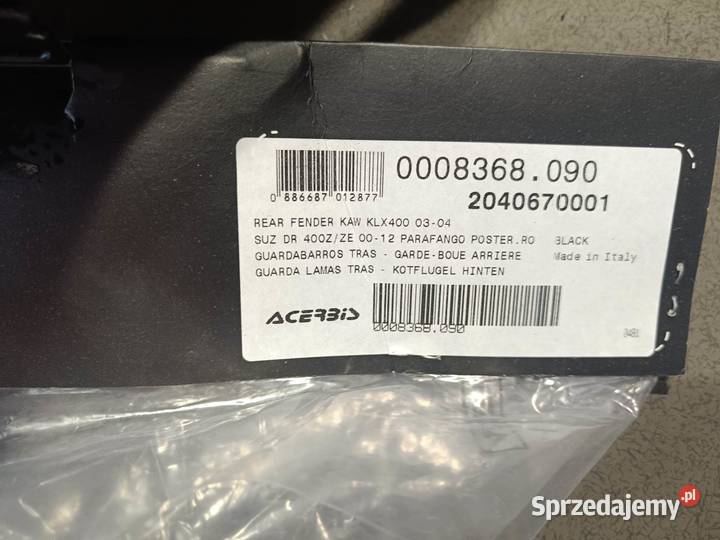 0008368.090
0 886687 012877
2040670001
REAR FENDER KAW KLX400 03-04
SUZ DR 400Z/ZE 00-12 PARAFANGO POSTER.RO BLACK
GUARDABARROS TRAS - GARDE-BOUE ARRIERE Made in Italy
GUARDA LAMAS TRAS - KOTFLUGEL HINTEN
ACERBIS
0008368.090
0481
Sprzedajemy.pl